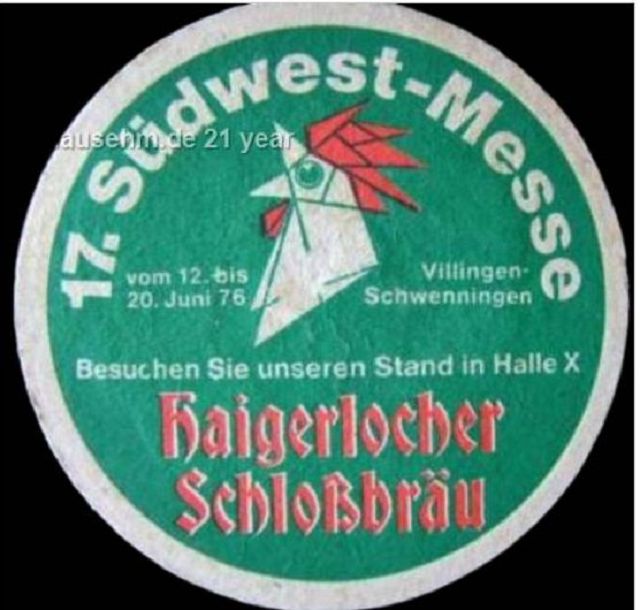 17. Südwest-Messe
ausehm.de 21 year
vom 12. bis
20. Juni 76
Villingen-
Schwenningen
Besuchen Sie unseren Stand in Halle X
Haigerlocher
Schloßbräu